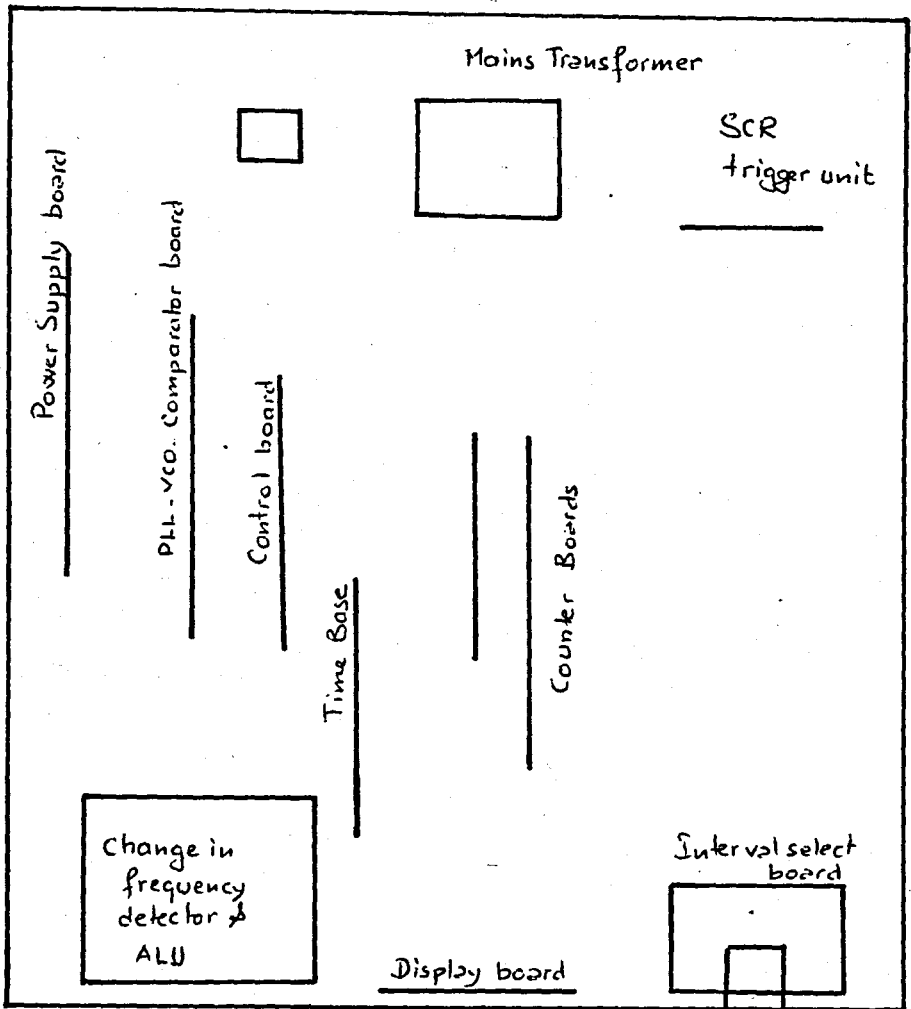 Mains Transformer
SCR
trigger unit
Power Supply board
PLL-VCO. Comparator board
Control board
Time Base
Counter Boards
Change in
frequency
detector &
ALU
Interval select
board
Display board